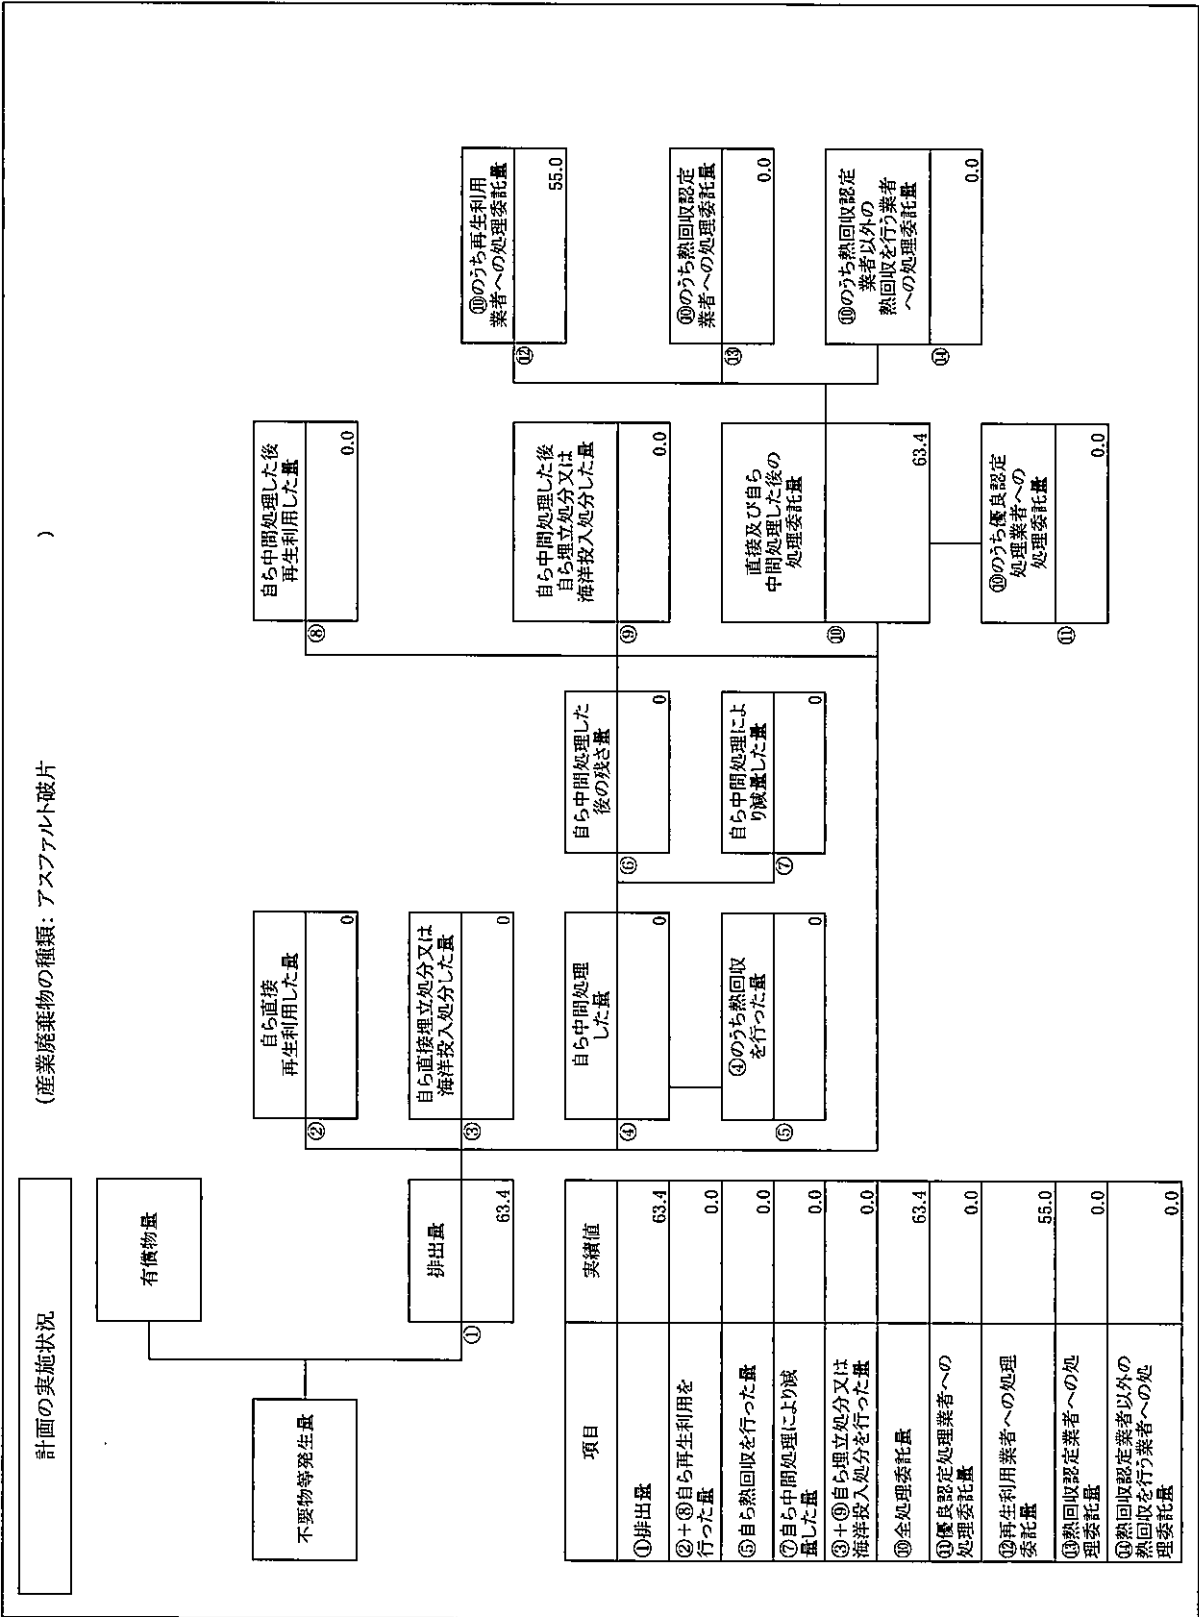 計画の実施状況
(産業廃棄物の種類: アスファルト破片
)
不要物等発生量
有償物量
①
排出量
63.4
②
自ら直接
再生利用した量
0
③
自ら直接埋立処分又は
海洋投入処分した量
0
④
自ら中間処理
した量
0
⑤
④のうち熱回収
を行った量
0
⑥
自ら中間処理した
後の残さ量
0
⑦
自ら中間処理によ
り減量した量
0
⑧
自ら中間処理した後
再生利用した量
0.0
⑨
自ら中間処理した後
自ら埋立処分又は
海洋投入処分した量
0.0
⑩
直接及び自ら
中間処理した後の
処理委託量
63.4
⑪
⑩のうち優良認定
処理業者への
処理委託量
0.0
⑫
⑩のうち再生利用
業者への処理委託量
55.0
⑬
⑩のうち熱回収認定
業者への処理委託量
0.0
⑭
⑩のうち熱回収認定
業者以外の
熱回収を行う業者
への処理委託量
0.0
項目 実績値
①排出量 63.4
②+⑧自ら再生利用を
行った量 0.0
⑤自ら熱回収を行った量 0.0
⑦自ら中間処理により減
量した量 0.0
③+⑨自ら埋立処分又は
海洋投入処分を行った量 0.0
⑩全処理委託量 63.4
⑪優良認定処理業者への
処理委託量 0.0
⑫再生利用業者への処理
委託量 55.0
⑬熱回収認定業者への処
理委託量 0.0
⑭熱回収認定業者以外の
熱回収を行う業者への処
理委託量 0.0